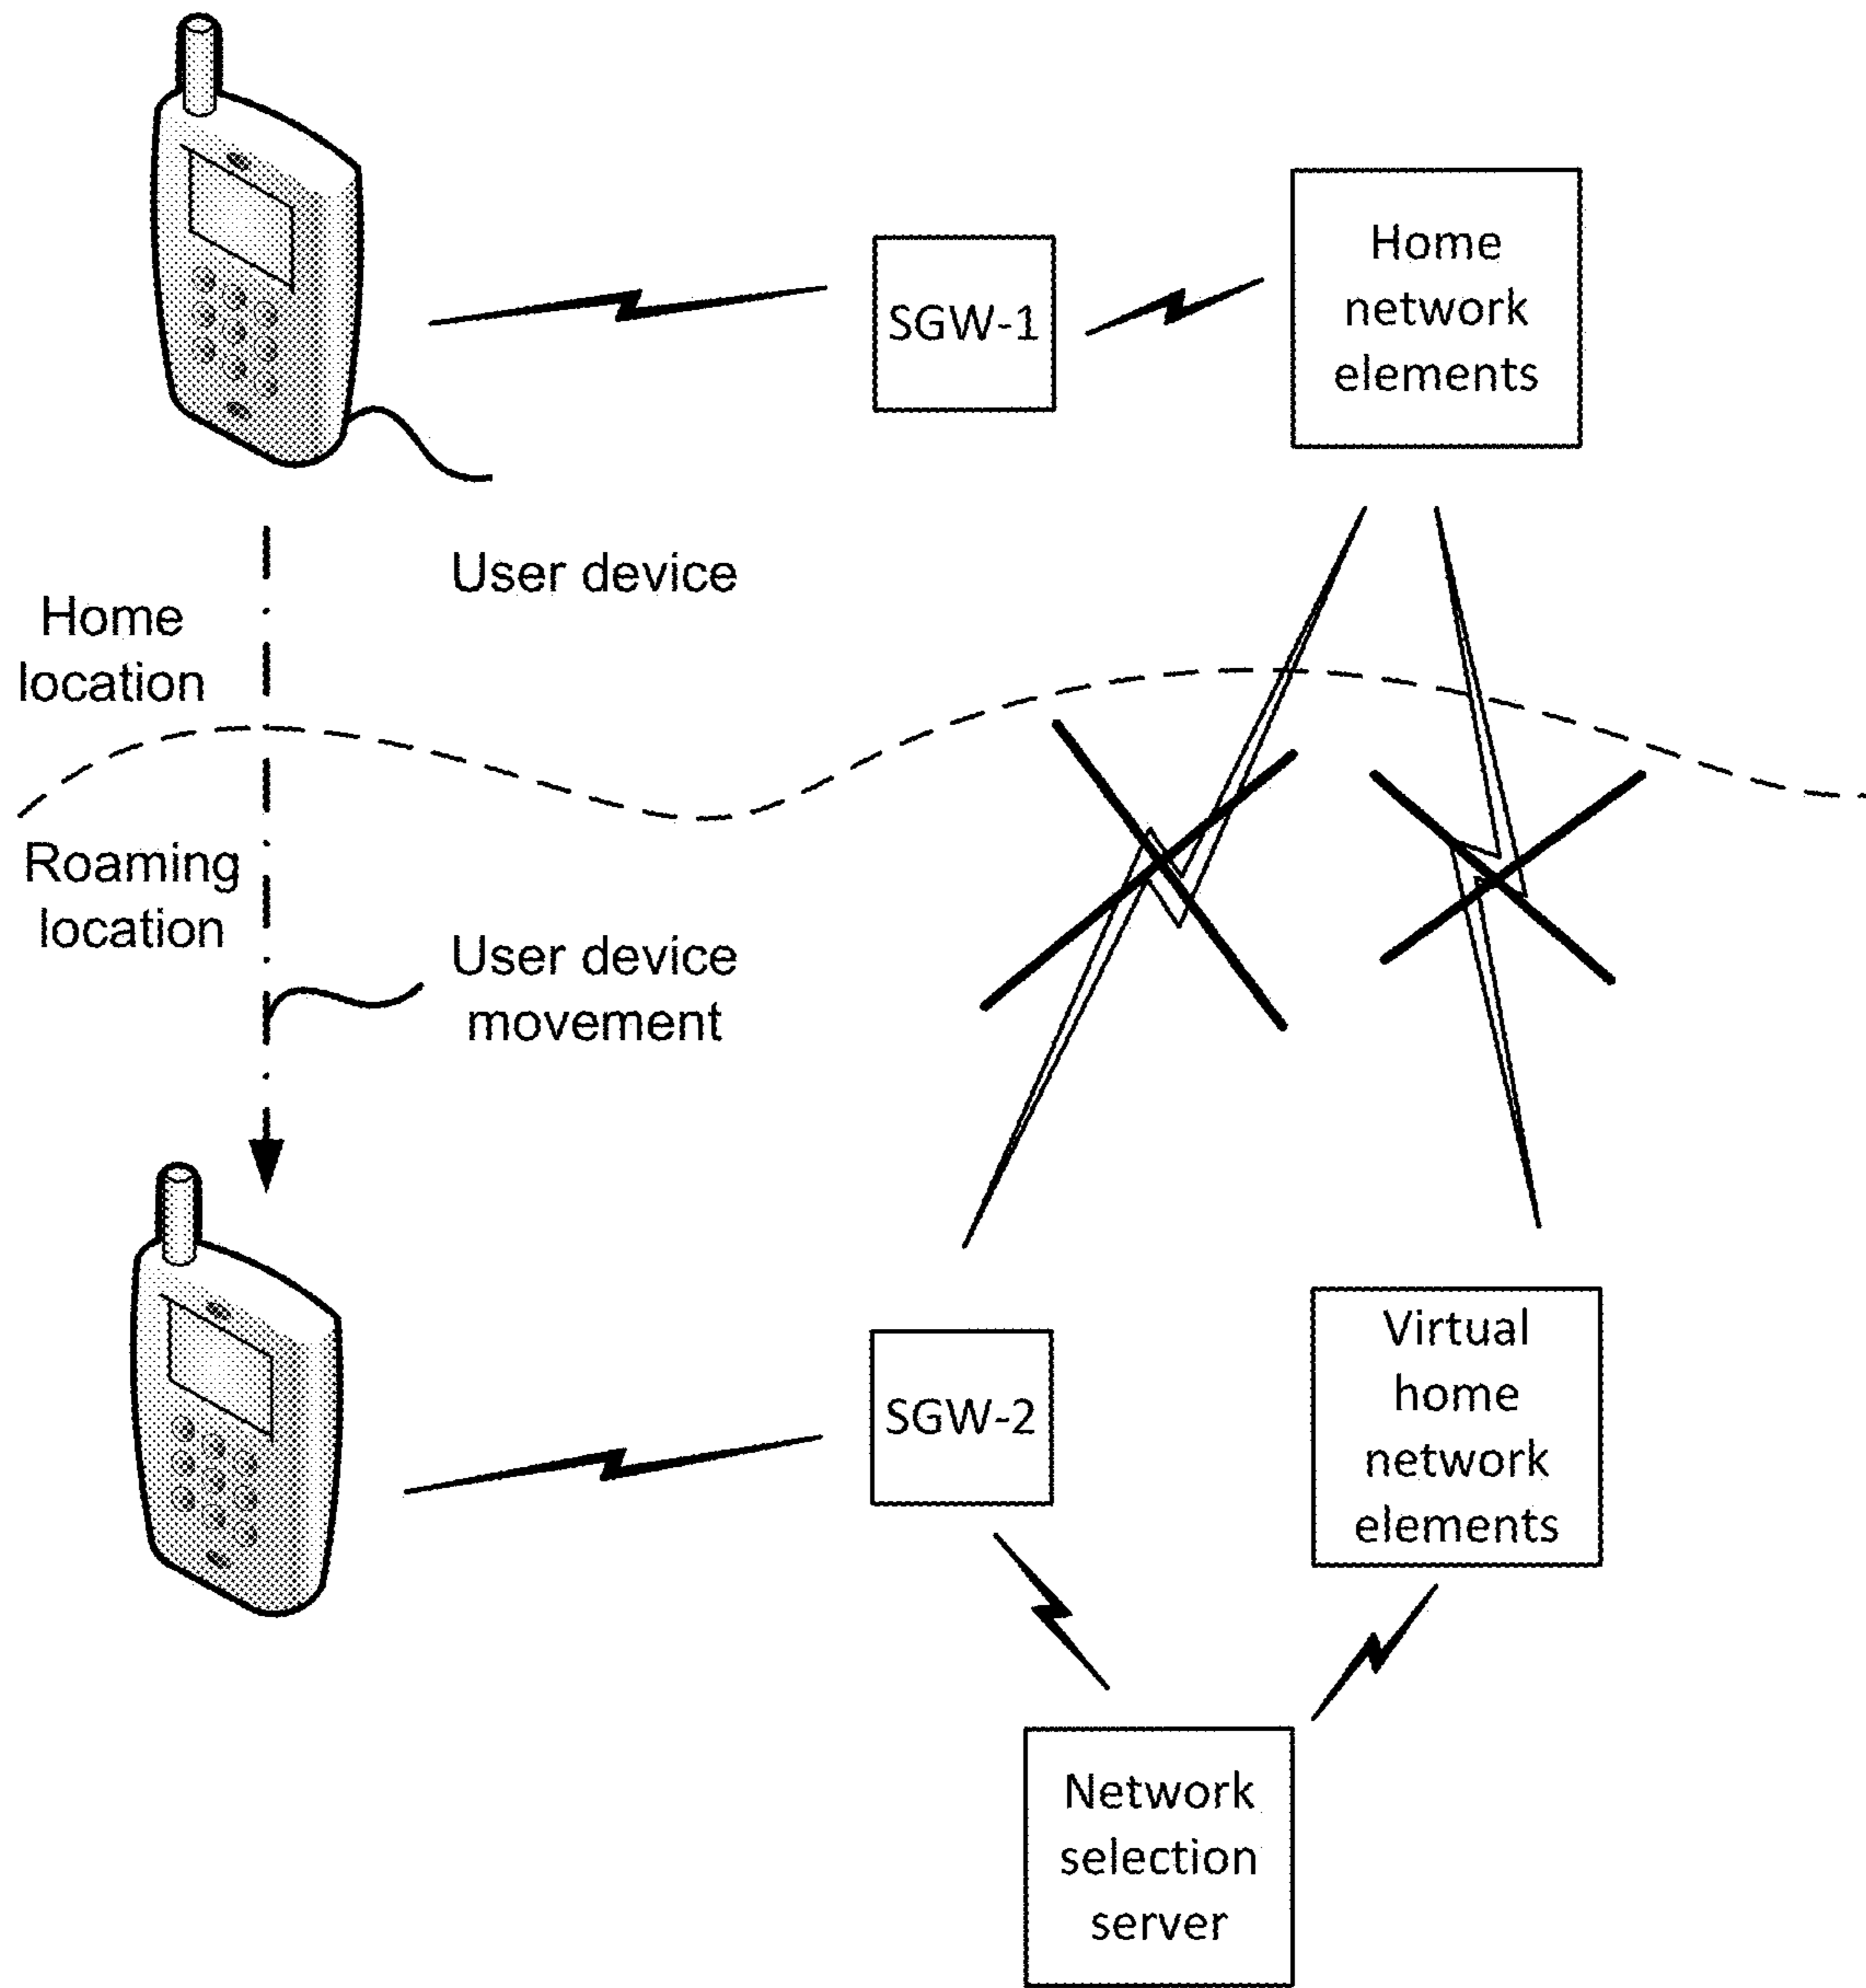 SGW-1
Home
network
elements
User device
Home
location
Roaming
location
User device
movement
SGW-2
Virtual
home
network
elements
Network
selection
server